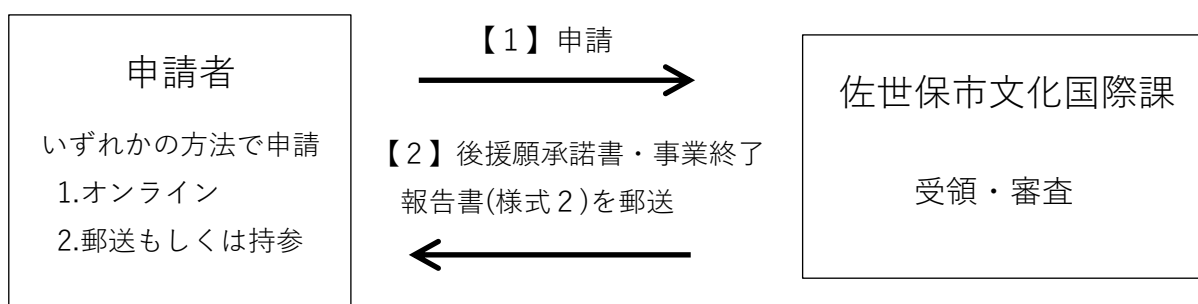 申請者
いずれかの方法で申請
1.オンライン
2.郵送もしくは持参
【1】申請
【2】後援願承諾書・事業終了
報告書(様式2)を郵送
佐世保市文化国際課
受領・審査